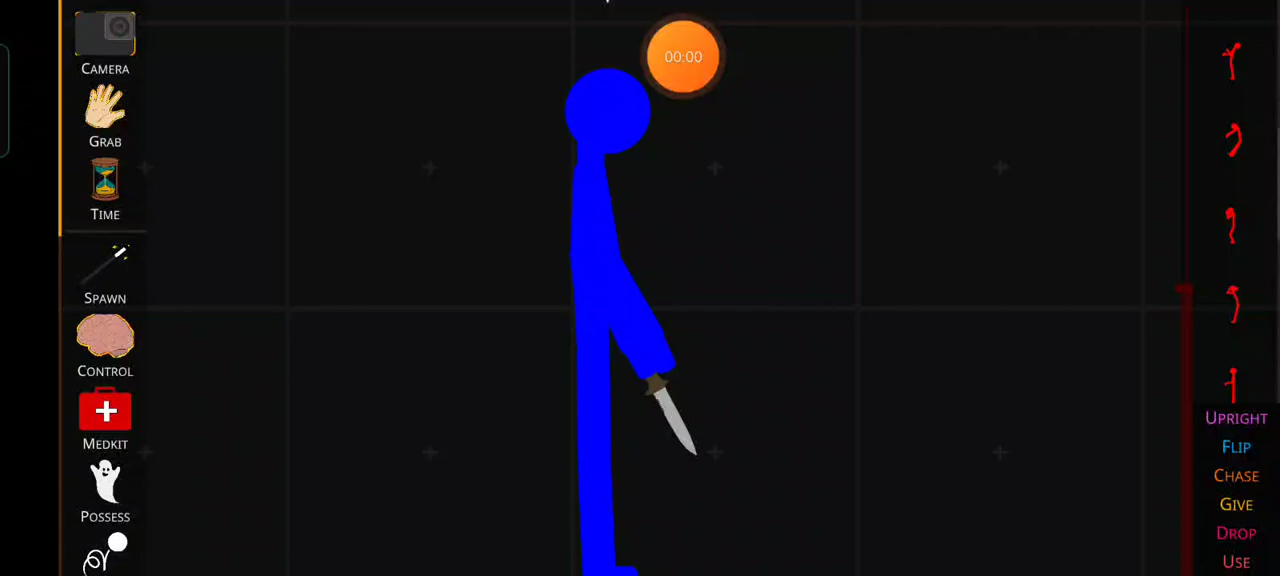 CAMERA
GRAB
TIME
SPAWN
CONTROL
MEDKIT
POSSESS
00:00
UPRIGHT
FLIP
CHASE
GIVE
DROP
USE